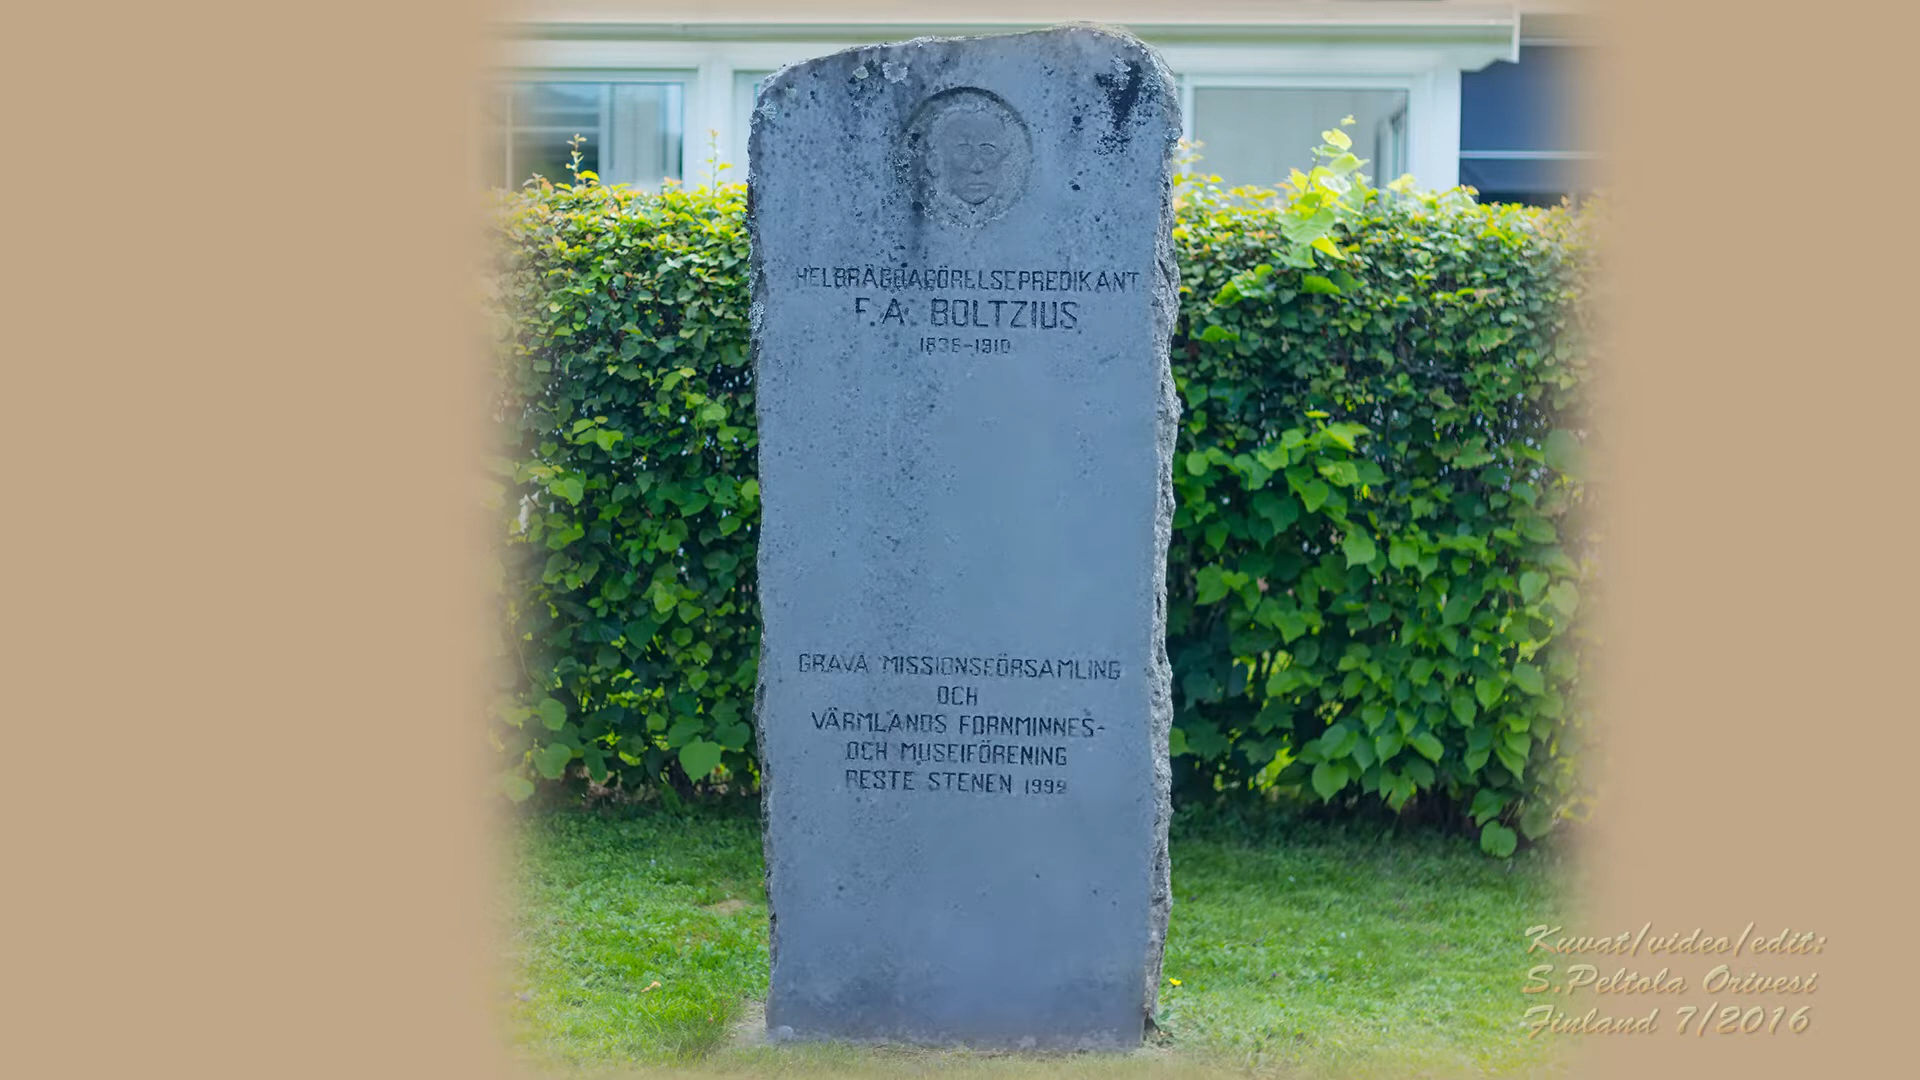 HELBRÄGDAGÖRELSEPREDIKANT
F.A. BOLTZIUS
1836-1910
GRAVA MISSIONSFÖRSAMLING
OCH
VÄRMLANDS FORNMINNES-
OCH MUSEIFÖRENING
RESTE STENEN 1992
Kuvat/video/edit:
S.Peltola Orivesi
Finland 7/2016